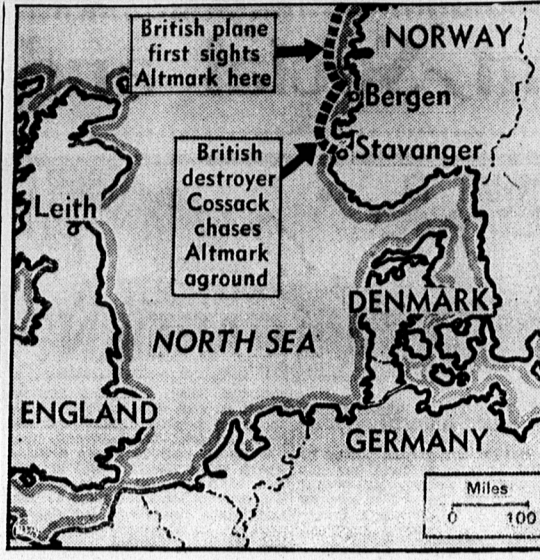 British plane
first sights
Altmark here
NORWAY
Bergen
British
destroyer
Cossack
chases
Altmark
aground
Stavanger
Leith
DENMARK
NORTH SEA
ENGLAND
GERMANY
Miles
0 100